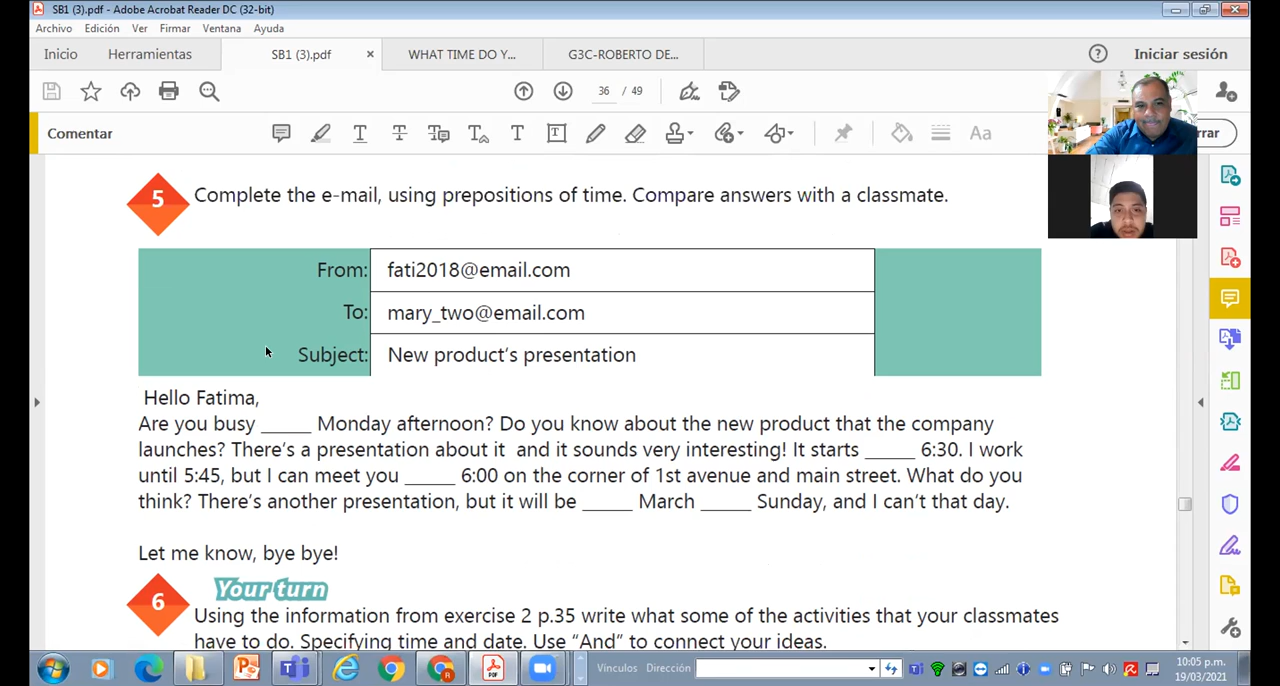 SB1 (3).pdf - Adobe Acrobat Reader DC (32-bit)
Archivo Edición Ver Firmar Ventana Ayuda
Inicio Herramientas SB1 (3).pdf × WHAT TIME DO Y... G3C-ROBERTO DE... ? Iniciar sesión
36 / 49
Comentar Aa rrar
5 Complete the e-mail, using prepositions of time. Compare answers with a classmate.
From: fati2018@email.com
To: mary_two@email.com
Subject: New product's presentation
Hello Fatima,
Are you busy _____ Monday afternoon? Do you know about the new product that the company
launches? There's a presentation about it and it sounds very interesting! It starts _____ 6:30. I work
until 5:45, but I can meet you _____ 6:00 on the corner of 1st avenue and main street. What do you
think? There's another presentation, but it will be _____ March _____ Sunday, and I can't that day.
Let me know, bye bye!
Your turn
6 Using the information from exercise 2 p.35 write what some of the activities that your classmates
have to do. Specifying time and date. Use “And” to connect your ideas.
Vínculos Dirección 10:05 p.m.
19/03/2021